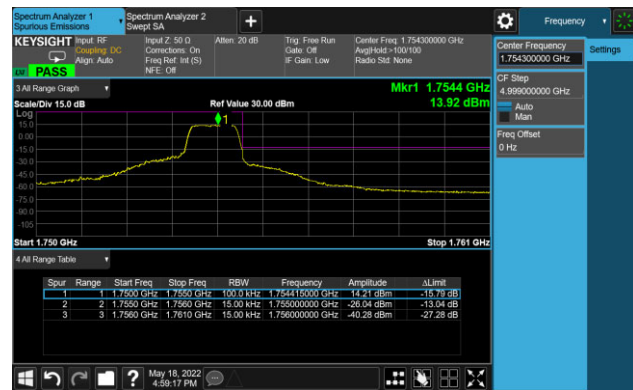 Spectrum Analyzer 1
Spurious Emissions
Spectrum Analyzer 2
Swept SA
Frequency
KEYSIGHT
Input: RF
Coupling: DC
Align: Auto
Input Z: 50 Ω
Corrections: On
Freq Ref: Int (S)
NFE: Off
Atten: 20 dB
Trig: Free Run
Gate: Off
IF Gain: Low
Center Freq: 1.754300000 GHz
Avg|Hold:>100/100
Radio Std: None
LW PASS
Center Frequency
1.754300000 GHz
Settings
CF Step
4.999000000 GHz
Auto
Man
Freq Offset
0 Hz
3 All Range Graph
Mkr1 1.7544 GHz
Scale/Div 15.0 dB
Ref Value 30.00 dBm
13.92 dBm
Log
1
15.0
0.00
-15.0
-30.0
-45.0
-60.0
-75.0
-90.0
-105
Start 1.750 GHz
Stop 1.761 GHz
4 All Range Table
Spur Range Start Freq Stop Freq RBW Frequency Amplitude ΔLimit
1 1 1.7500 GHz 1.7550 GHz 100.0 kHz 1.754415000 GHz 14.21 dBm -15.79 dB
2 2 1.7550 GHz 1.7560 GHz 15.00 kHz 1.755000000 GHz -26.04 dBm -13.04 dB
3 3 1.7560 GHz 1.7610 GHz 15.00 kHz 1.756000000 GHz -40.28 dBm -27.28 dB
May 18, 2022
4:59:17 PM